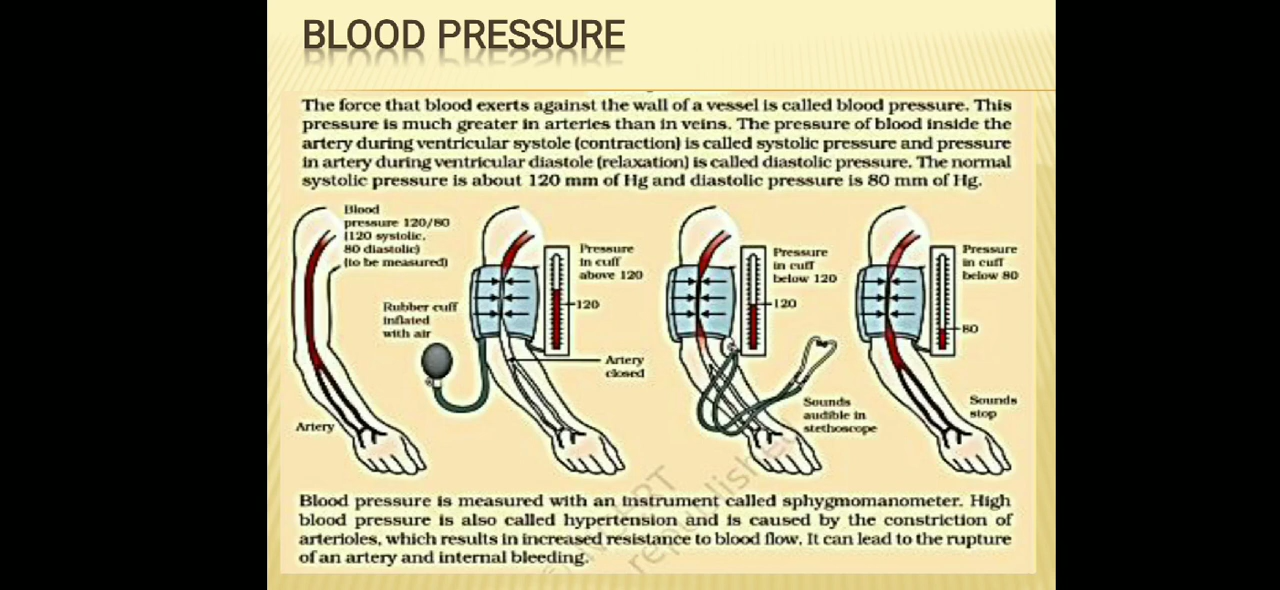 BLOOD PRESSURE
The force that blood exerts against the wall of a vessel is called blood pressure. This
pressure is much greater in arteries than in veins. The pressure of blood inside the
artery during ventricular systole (contraction) is called systolic pressure and pressure
in artery during ventricular diastole (relaxation) is called diastolic pressure. The normal
systolic pressure is about 120 mm of Hg and diastolic pressure is 80 mm of Hg.
Blood
pressure 120/80
(120 systolic,
80 diastolic)
(to be measured)
Artery
Rubber cuff
inflated
with air
Pressure
in cuff
above 120
120
Artery
closed
Pressure
in cuff
below 120
120
Sounds
audible in
stethoscope
Pressure
in cuff
below 80
80
Sounds
stop
Blood pressure is measured with an instrument called sphygmomanometer. High
blood pressure is also called hypertension and is caused by the constriction of
arterioles, which results in increased resistance to blood flow. It can lead to the rupture
of an artery and internal bleeding.
republished